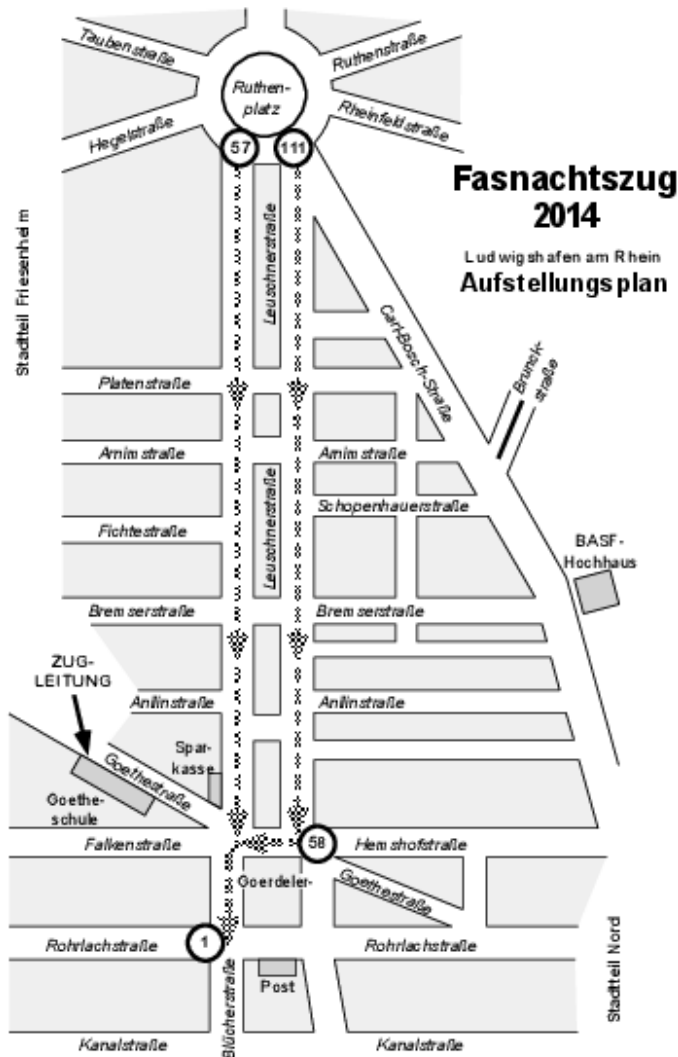 Taubenstraße
Ruthenstraße
Ruthen-
platz
Hegelstraße
Rheinfeldstraße
57
111
Fasnachtszug
2014
Ludwigshafen am Rhein
Aufstellungsplan
Stadtteil Friesenheim
Leuschnerstraße
Carl-Bosch-Straße
Brunck-
straße
Platenstraße
Arnimstraße
Arnimstraße
Leuschnerstraße
Schopenhauerstraße
Fichtestraße
BASF-
Hochhaus
Bremserstraße
Bremserstraße
ZUG-
LEITUNG
Anilinstraße
Anilinstraße
Spar-
kasse
Goethestraße
Goethe-
schule
Falkenstraße
58
Hemshofstraße
Goerdeler-
Goethestraße
Rohrlachstraße
1
Rohrlachstraße
Stadtteil Nord
Blücherstraße
Post
Kanalstraße
Kanalstraße